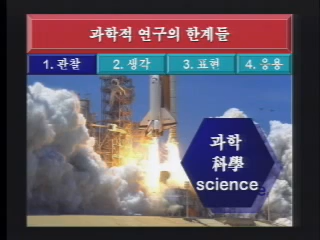 과학적 연구의 한계들
1. 관찰
2. 생각
3. 표현
4. 응용
과학
科學
science